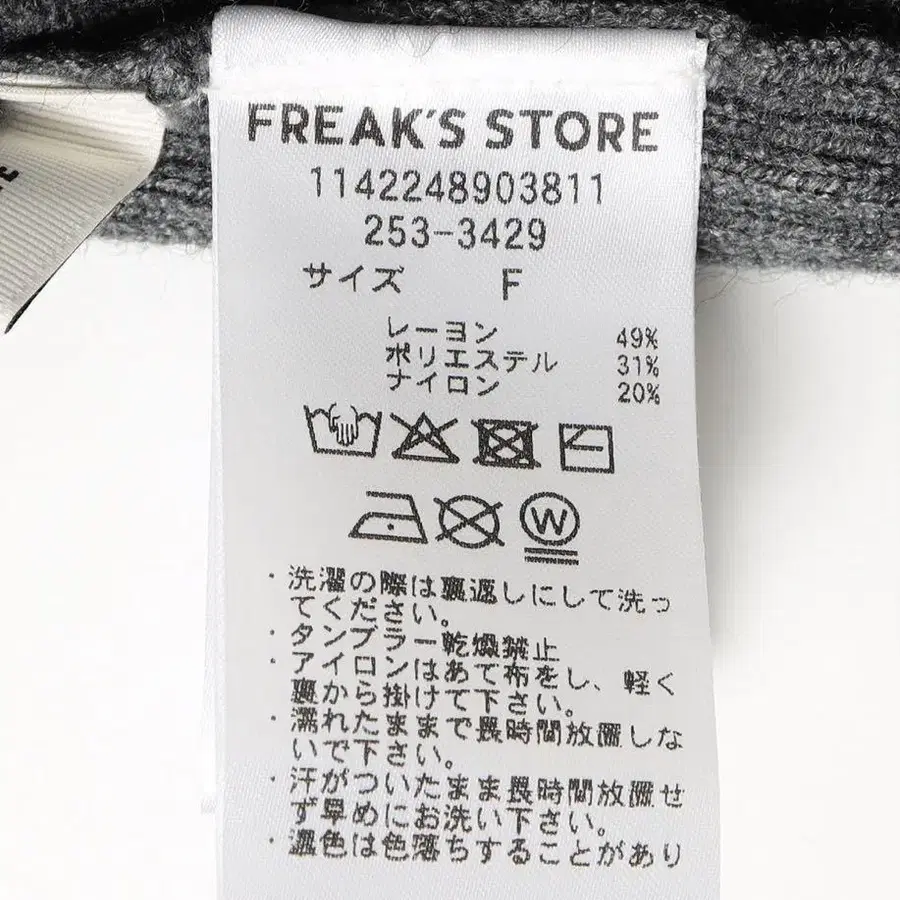 FREAK'S STORE
1142248903811
253-3429
サイズ F
レーヨン 49%
ポリエステル 31%
ナイロン 20%
W
・洗濯の際は裏返しにして洗っ
てください。
・タンブラー乾燥禁止
・アイロンはあて布をし、軽く
裏から掛けて下さい。
・濡れたままで長時間放置しな
いで下さい。
・汗がついたまま長時間放置せ
ず早めにお洗い下さい。
・濃色は色落ちすることがあり